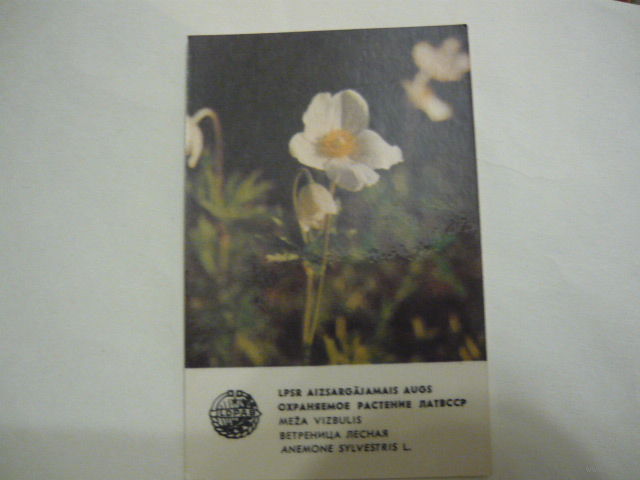 LPSR AIZSARGĀJAMAIS AUGS
ОХРАНЯЕМОЕ РАСТЕНИЕ ЛАТВССР
MEŽA VIZBULIS
ВЕТРЕНИЦА ЛЕСНАЯ
ANEMONE SYLVESTRIS L.